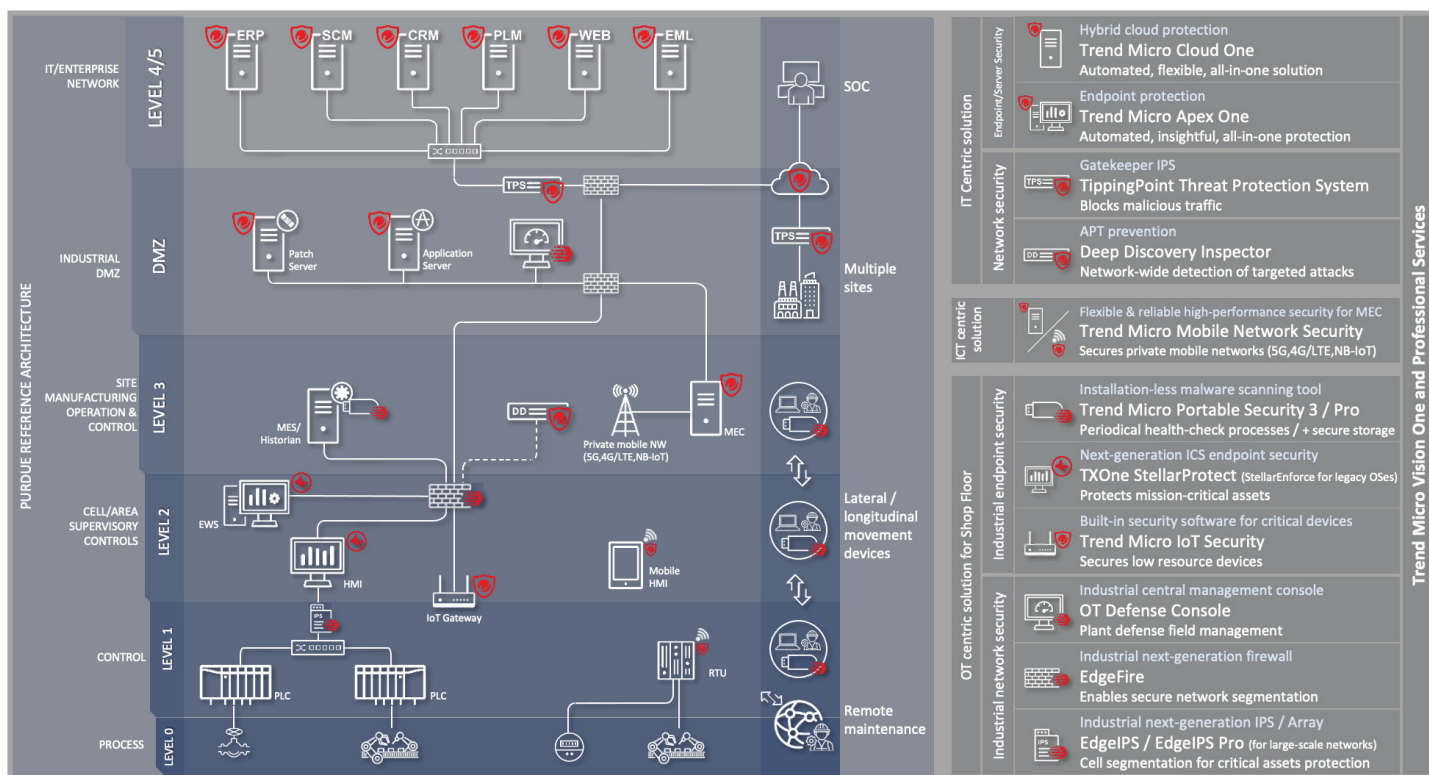 PURDUE REFERENCE ARCHITECTURE
IT/ENTERPRISE
NETWORK
LEVEL 4/5
ERP
SCM
CRM
PLM
WEB
EML
SOC
INDUSTRIAL
DMZ
DMZ
TPS
Patch
Server
Application
Server
TPS
Multiple
sites
SITE
MANUFACTURING
OPERATION &
CONTROL
LEVEL 3
MES/
Historian
DD
Private mobile NW
(5G,4G/LTE,NB-IoT)
MEC
CELL/AREA
SUPERVISORY
CONTROLS
LEVEL 2
EWS
HMI
IoT Gateway
Mobile
HMI
Lateral /
longitudinal
movement
devices
CONTROL
LEVEL 1
IPS
PLC
PLC
RTU
PROCESS
LEVEL 0
Remote
maintenance
IT Centric solution
Endpoint/Server Security
Hybrid cloud protection
Trend Micro Cloud One
Automated, flexible, all-in-one solution
Endpoint protection
Trend Micro Apex One
Automated, insightful, all-in-one protection
Network security
Gatekeeper IPS
TPS
TippingPoint Threat Protection System
Blocks malicious traffic
APT prevention
DD
Deep Discovery Inspector
Network-wide detection of targeted attacks
ICT centric
solution
Flexible & reliable high-performance security for MEC
Trend Micro Mobile Network Security
Secures private mobile networks (5G,4G/LTE,NB-IoT)
OT centric solution for Shop Floor
Industrial endpoint security
Installation-less malware scanning tool
Trend Micro Portable Security 3 / Pro
Periodical health-check processes / + secure storage
Next-generation ICS endpoint security
TXOne StellarProtect (StellarEnforce for legacy OSes)
Protects mission-critical assets
Built-in security software for critical devices
Trend Micro IoT Security
Secures low resource devices
Industrial network security
Industrial central management console
OT Defense Console
Plant defense field management
Industrial next-generation firewall
EdgeFire
Enables secure network segmentation
Industrial next-generation IPS / Array
IPS
EdgeIPS / EdgeIPS Pro (for large-scale networks)
Cell segmentation for critical assets protection
Trend Micro Vision One and Professional Services